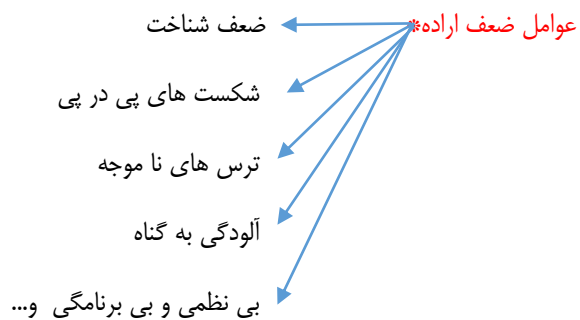 عوامل ضعف اراده*
ضعف شناخت
شکست های پی در پی
ترس های نا موجه
آلودگی به گناه
بی نظمی و بی برنامگی و...